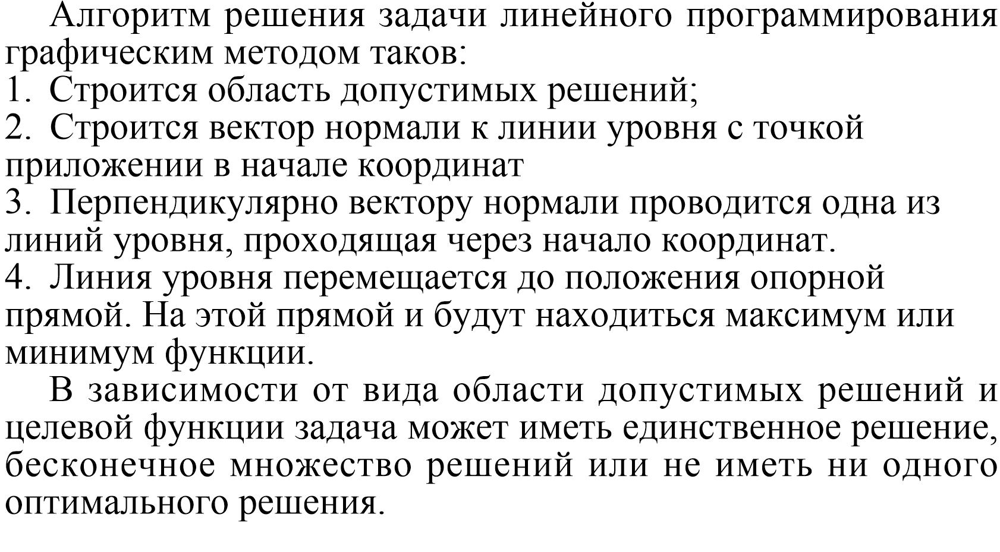 Алгоритм решения задачи линейного программирования
графическим методом таков:
1. Строится область допустимых решений;
2. Строится вектор нормали к линии уровня с точкой
приложении в начале координат
3. Перпендикулярно вектору нормали проводится одна из
линий уровня, проходящая через начало координат.
4. Линия уровня перемещается до положения опорной
прямой. На этой прямой и будут находиться максимум или
минимум функции.
В зависимости от вида области допустимых решений и
целевой функции задача может иметь единственное решение,
бесконечное множество решений или не иметь ни одного
оптимального решения.